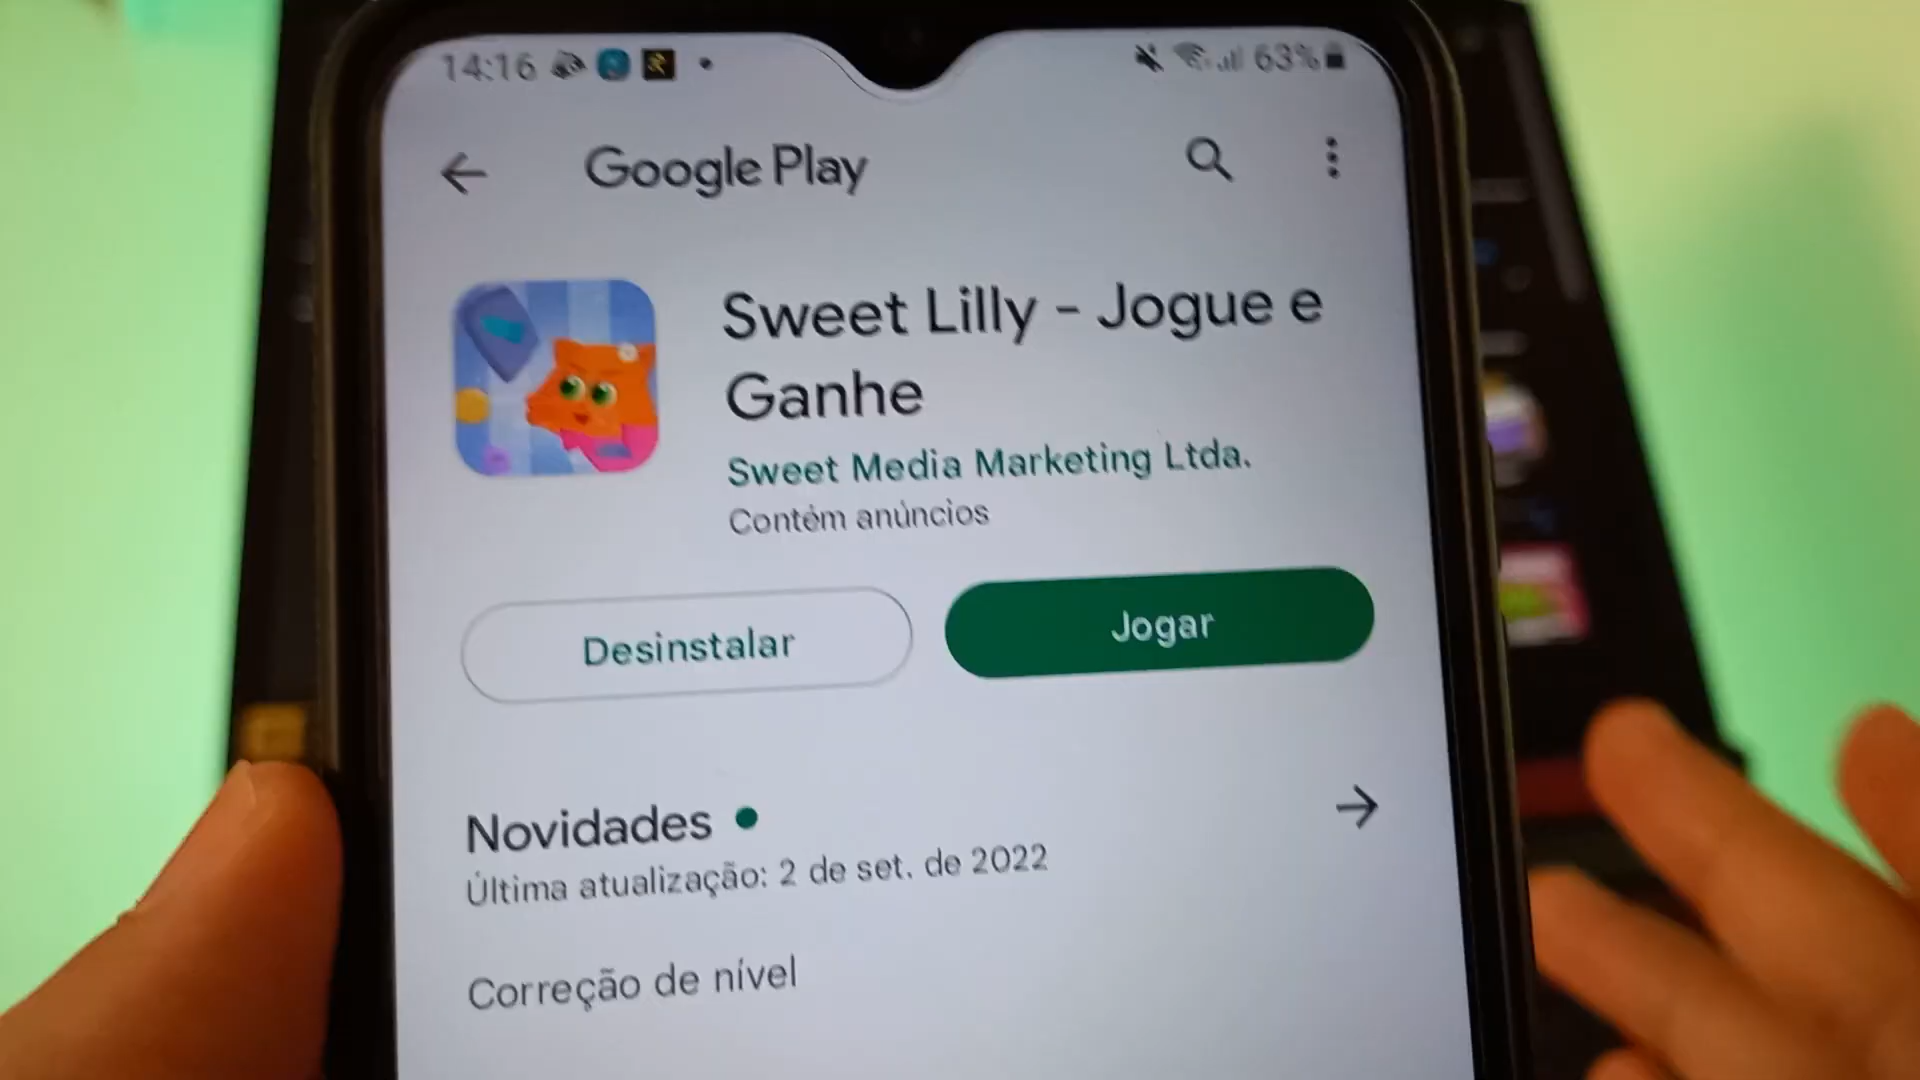 14:16
63%
Google Play
Sweet Lilly - Jogue e
Ganhe
Sweet Media Marketing Ltda.
Contém anúncios
Desinstalar
Jogar
Novidades
Última atualização: 2 de set. de 2022
Correção de nível